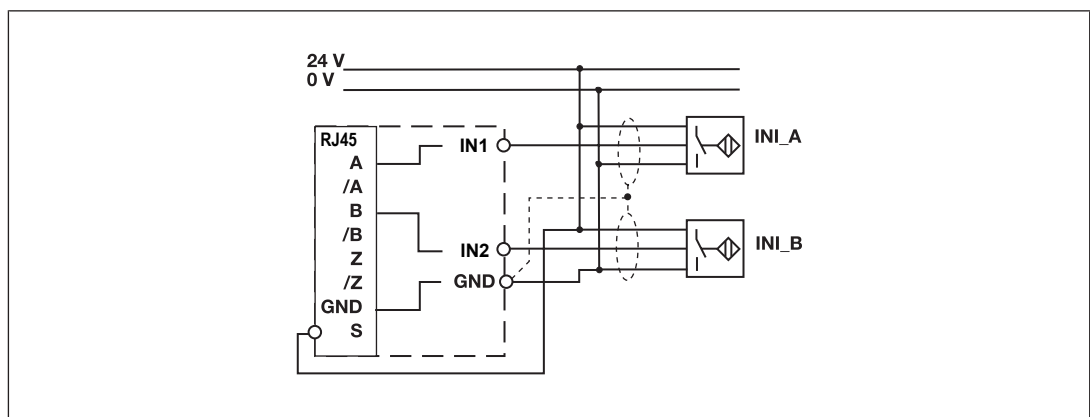 24 V
0 V
RJ45
A
/A
B
/B
Z
/Z
GND
S
IN1
IN2
GND
INI_A
INI_B